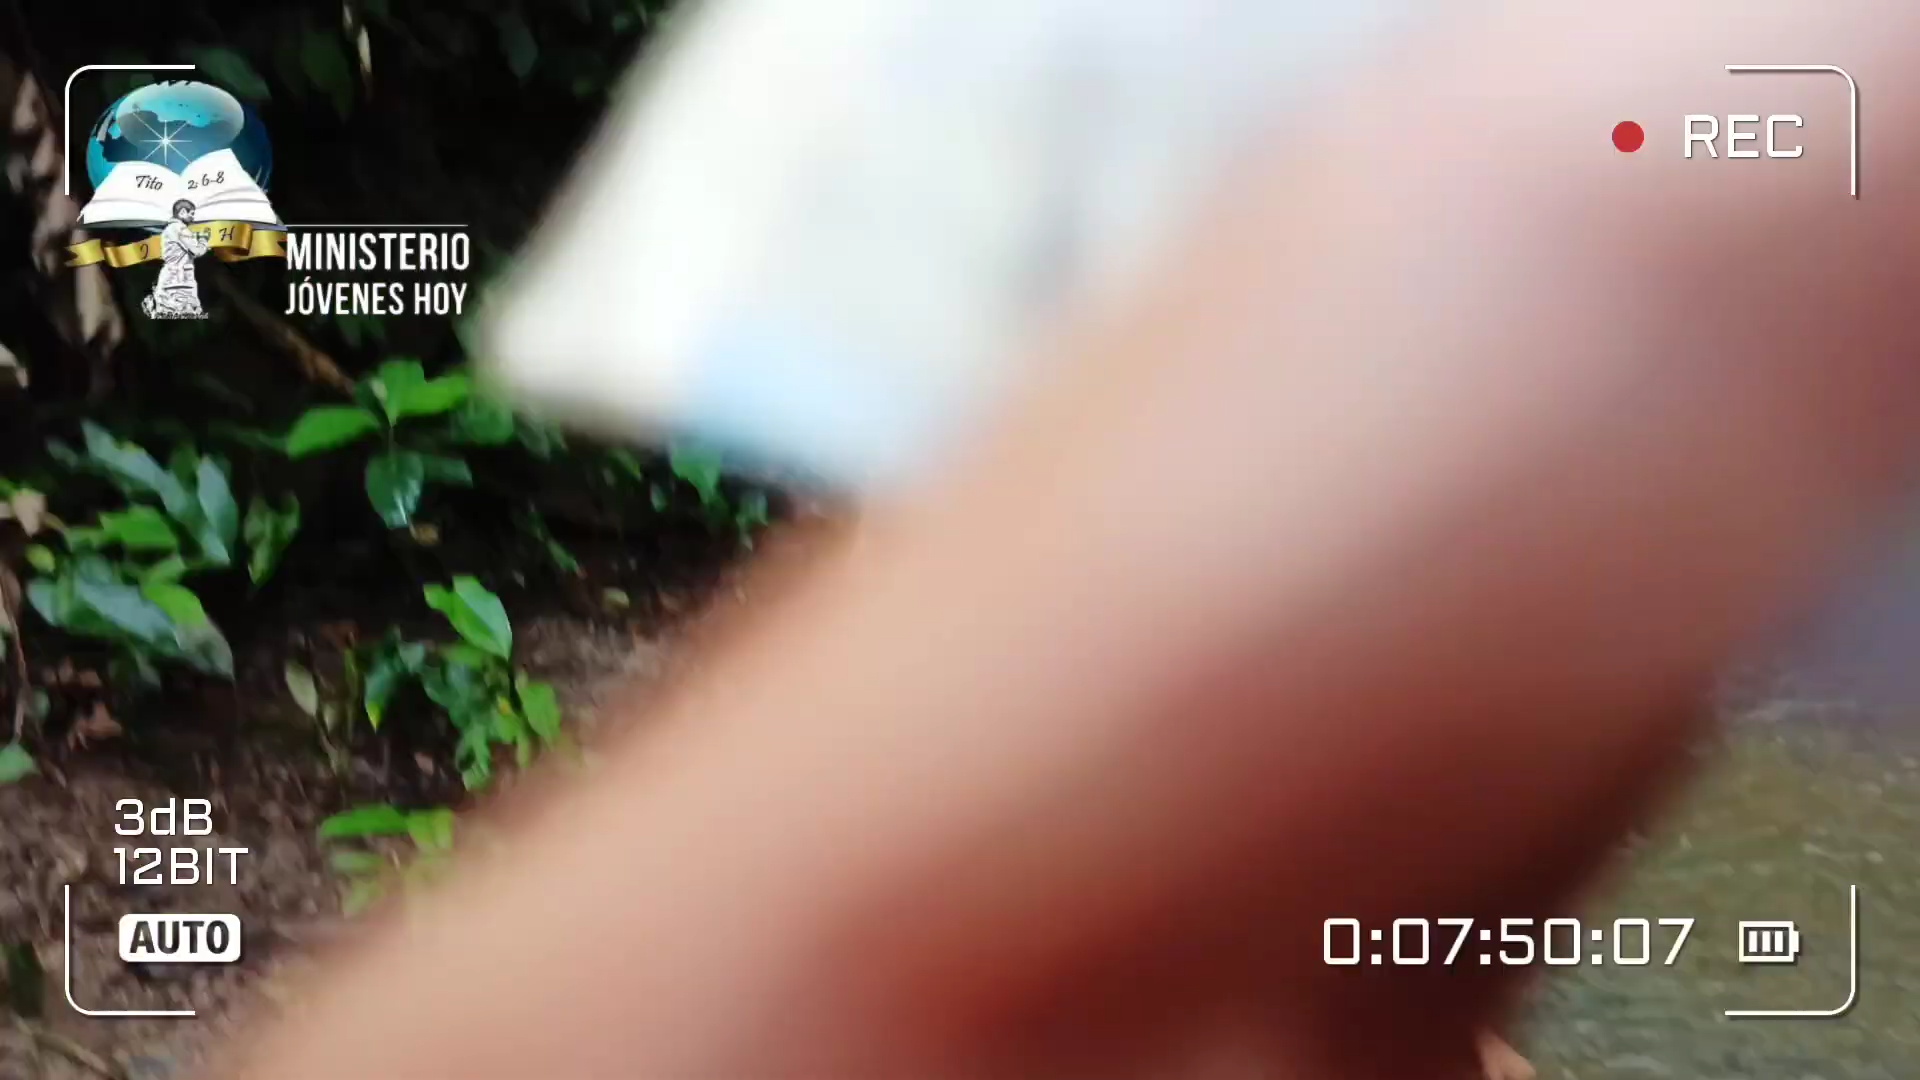 Tito 2:6-8
J H
MINISTERIO
JÓVENES HOY
REC
3dB
12BIT
AUTO
0:07:50:07